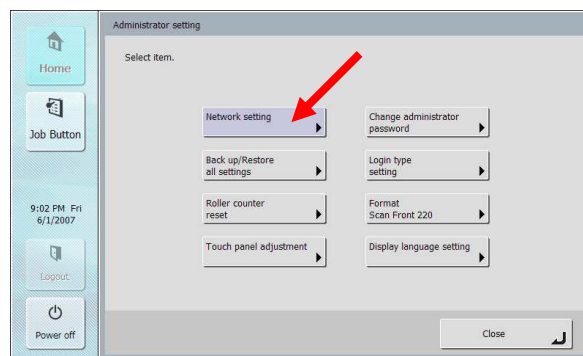 Administrator setting
Select item.
Home
Job Button
9:02 PM Fri
6/1/2007
Logout
Power off
Network setting
Change administrator
password
Back up/Restore
all settings
Login type
setting
Roller counter
reset
Format
Scan Front 220
Touch panel adjustment
Display language setting
Close